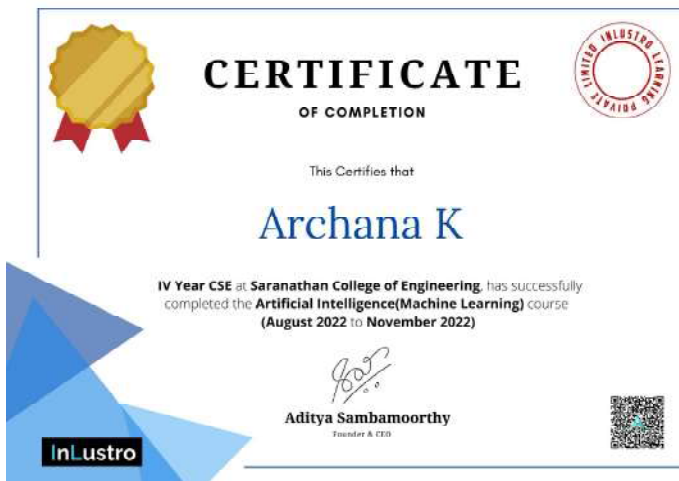 CERTIFICATE
OF COMPLETION
INLUSTRO LEARNING PRIVATE LIMITED
This Certifies that
Archana K
IV Year CSE at Saranathan College of Engineering, has successfully
completed the Artificial Intelligence(Machine Learning) course
(August 2022 to November 2022)
Aditya Sambamoorthy
Founder & CEO
InLustro